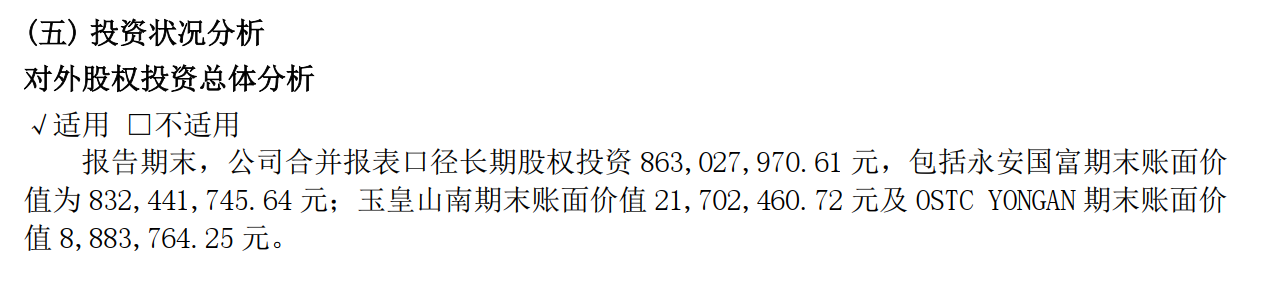 (五) 投资状况分析
对外股权投资总体分析
√适用 □不适用
报告期末，公司合并报表口径长期股权投资 863,027,970.61 元，包括永安国富期末账面价
值为 832,441,745.64 元；玉皇山南期末账面价值 21,702,460.72 元及 OSTC YONGAN 期末账面价
值 8,883,764.25 元。